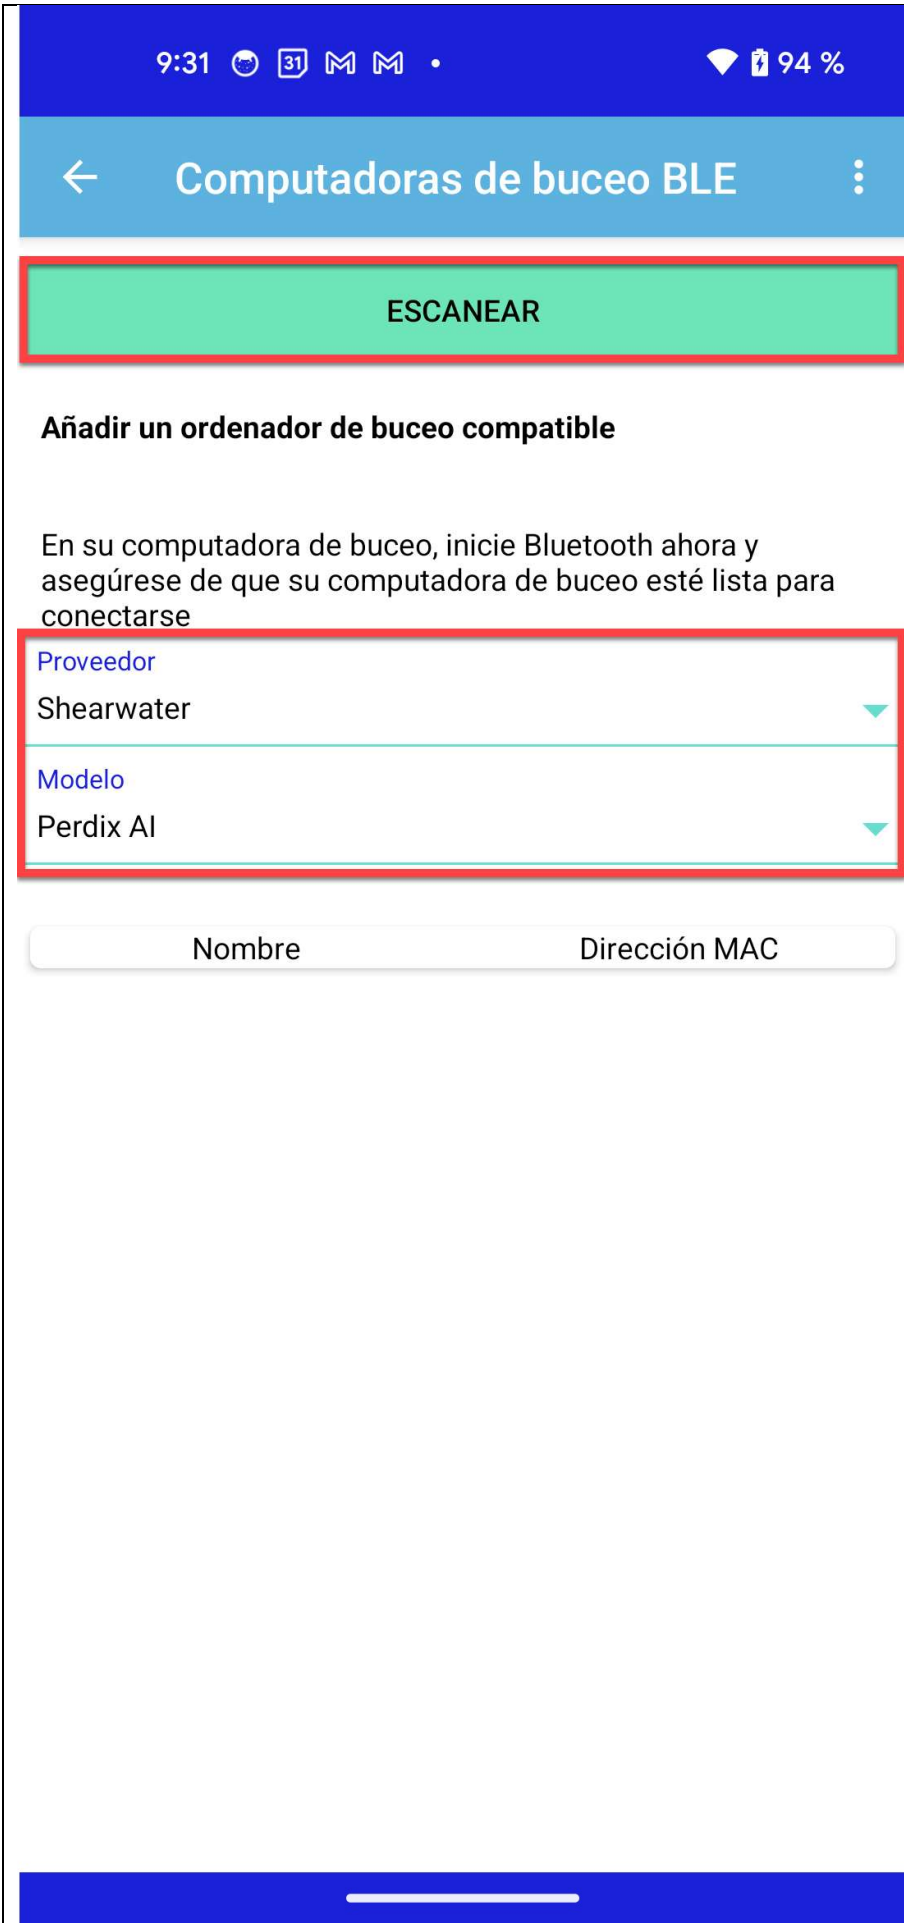 9:31 31 94 %
Computadoras de buceo BLE
ESCANEAR
Añadir un ordenador de buceo compatible
En su computadora de buceo, inicie Bluetooth ahora y
asegúrese de que su computadora de buceo esté lista para
conectarse
Proveedor
Shearwater
Modelo
Perdix AI
Nombre Dirección MAC